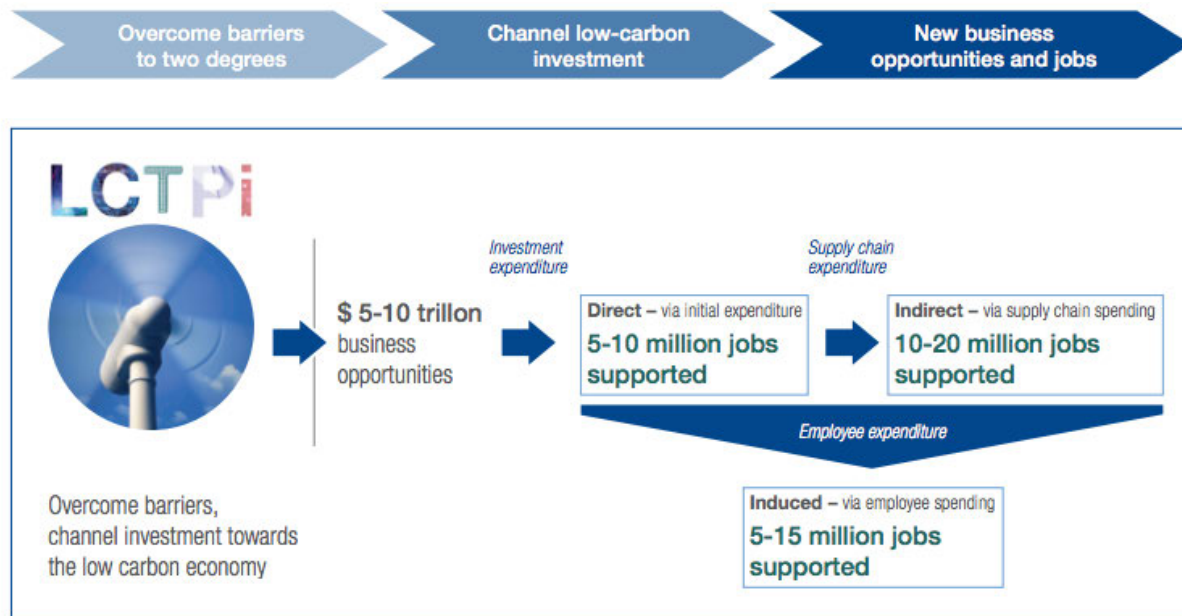 Overcome barriers
to two degrees
Channel low-carbon
investment
New business
opportunities and jobs
LCTPi
Investment
expenditure
Supply chain
expenditure
$ 5-10 trillon
business
opportunities
Direct – via initial expenditure
5-10 million jobs
supported
Indirect – via supply chain spending
10-20 million jobs
supported
Employee expenditure
Overcome barriers,
channel investment towards
the low carbon economy
Induced – via employee spending
5-15 million jobs
supported